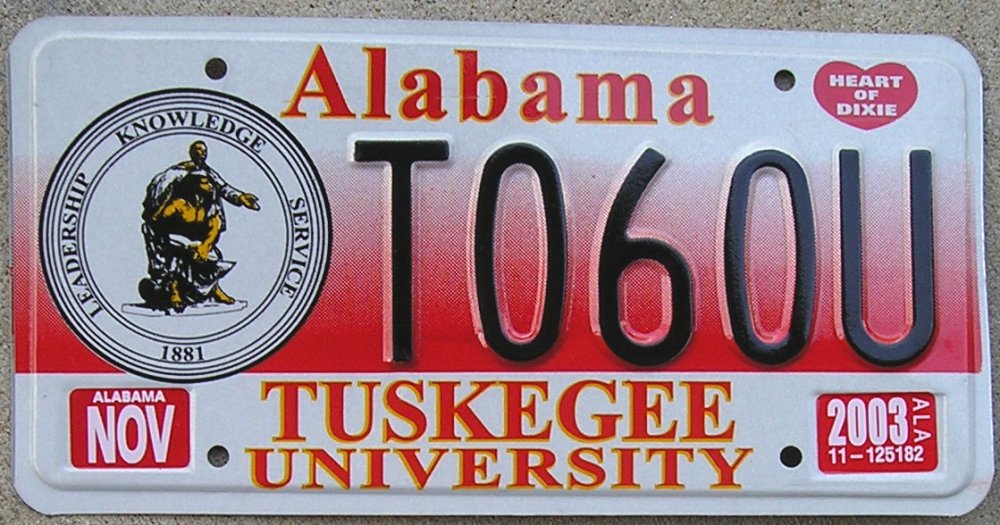 Alabama
HEART
OF
DIXIE
LEADERSHIP KNOWLEDGE SERVICE
1881
T060U
ALABAMA
NOV
TUSKEGEE
UNIVERSITY
2003 ALA
11-125182